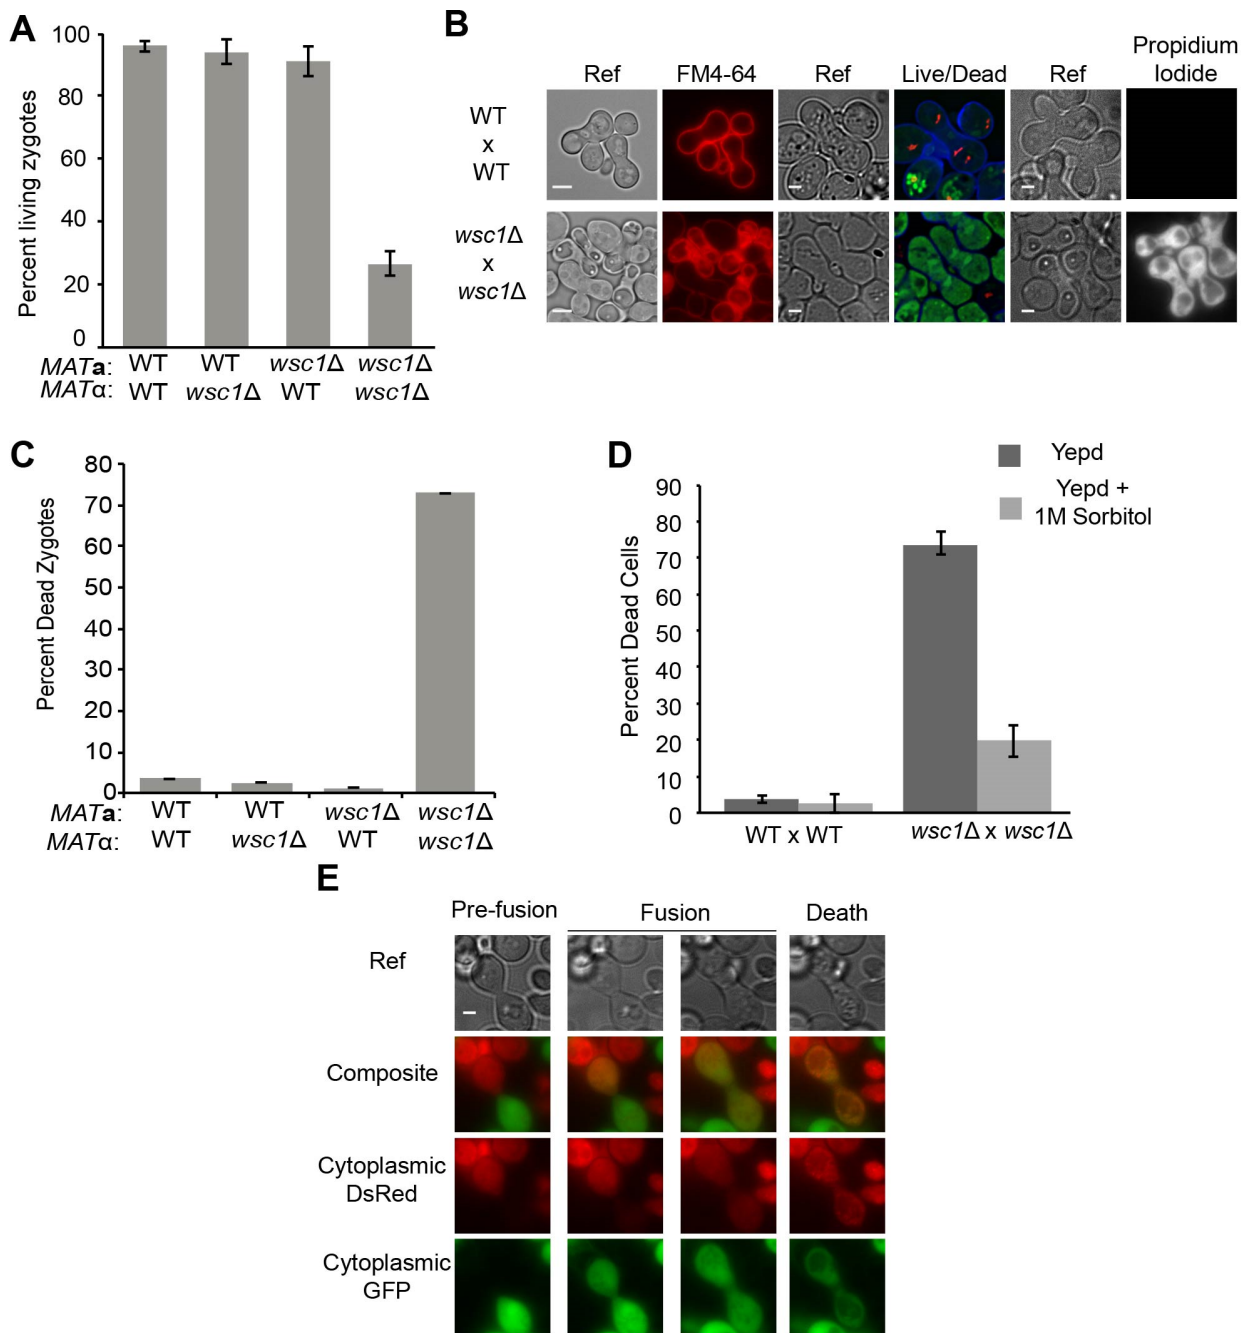 A
Percent living zygotes
100
80
60
40
20
0
MATa: WT WT wsc1Δ wsc1Δ
MATα: WT wsc1Δ WT wsc1Δ
B
Ref FM4-64 Ref Live/Dead Ref Propidium
Iodide
WT
x
WT
wsc1Δ
x
wsc1Δ
C
Percent Dead Zygotes
80
70
60
50
40
30
20
10
0
MATa: WT WT wsc1Δ wsc1Δ
MATα: WT wsc1Δ WT wsc1Δ
D
Yepd
Yepd +
1M Sorbitol
Percent Dead Cells
90
80
70
60
50
40
30
20
10
0
WT x WT wsc1Δ x wsc1Δ
E
Pre-fusion Fusion Death
Ref
Composite
Cytoplasmic
DsRed
Cytoplasmic
GFP